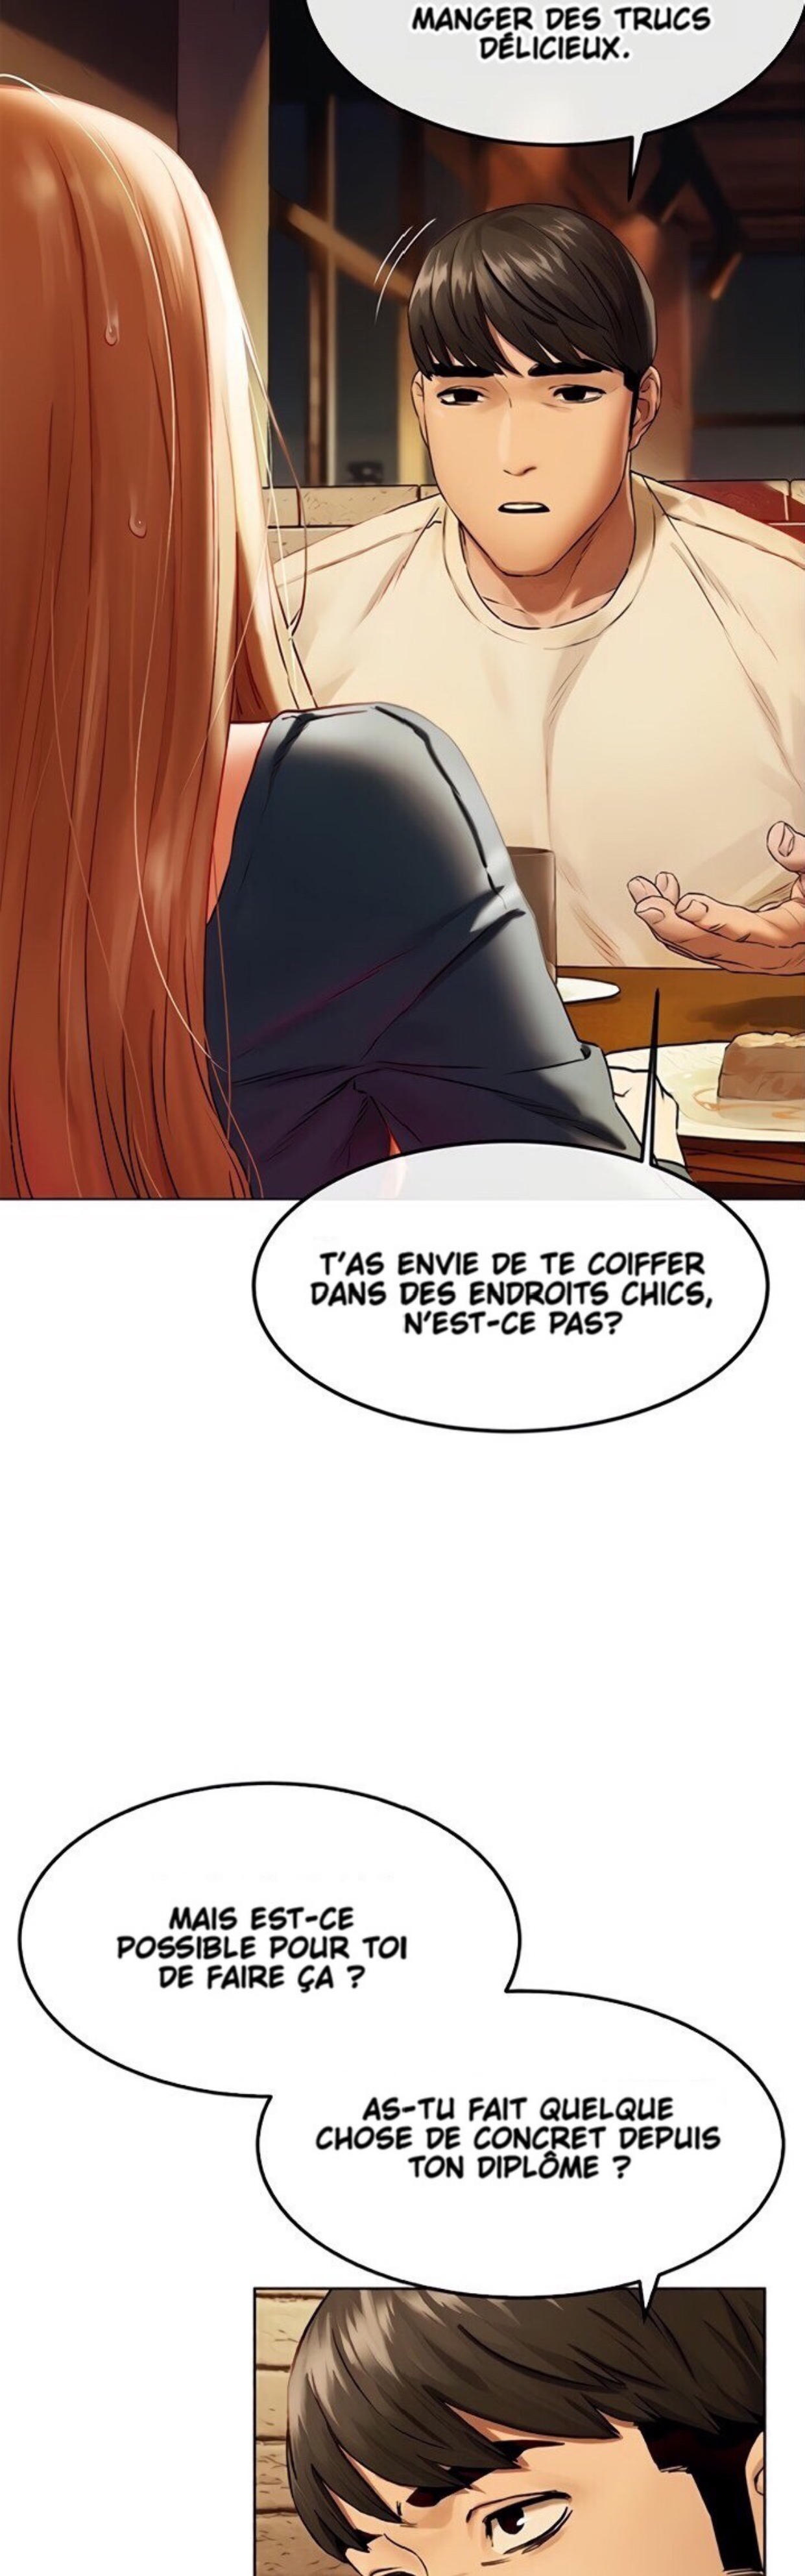 MANGER DES TRUCS
DÉLICIEUX.
T'AS ENVIE DE TE COIFFER
DANS DES ENDROITS CHICS,
N'EST-CE PAS?
MAIS EST-CE
POSSIBLE POUR TOI
DE FAIRE ÇA ?
AS-TU FAIT QUELQUE
CHOSE DE CONCRET DEPUIS
TON DIPLÔME ?